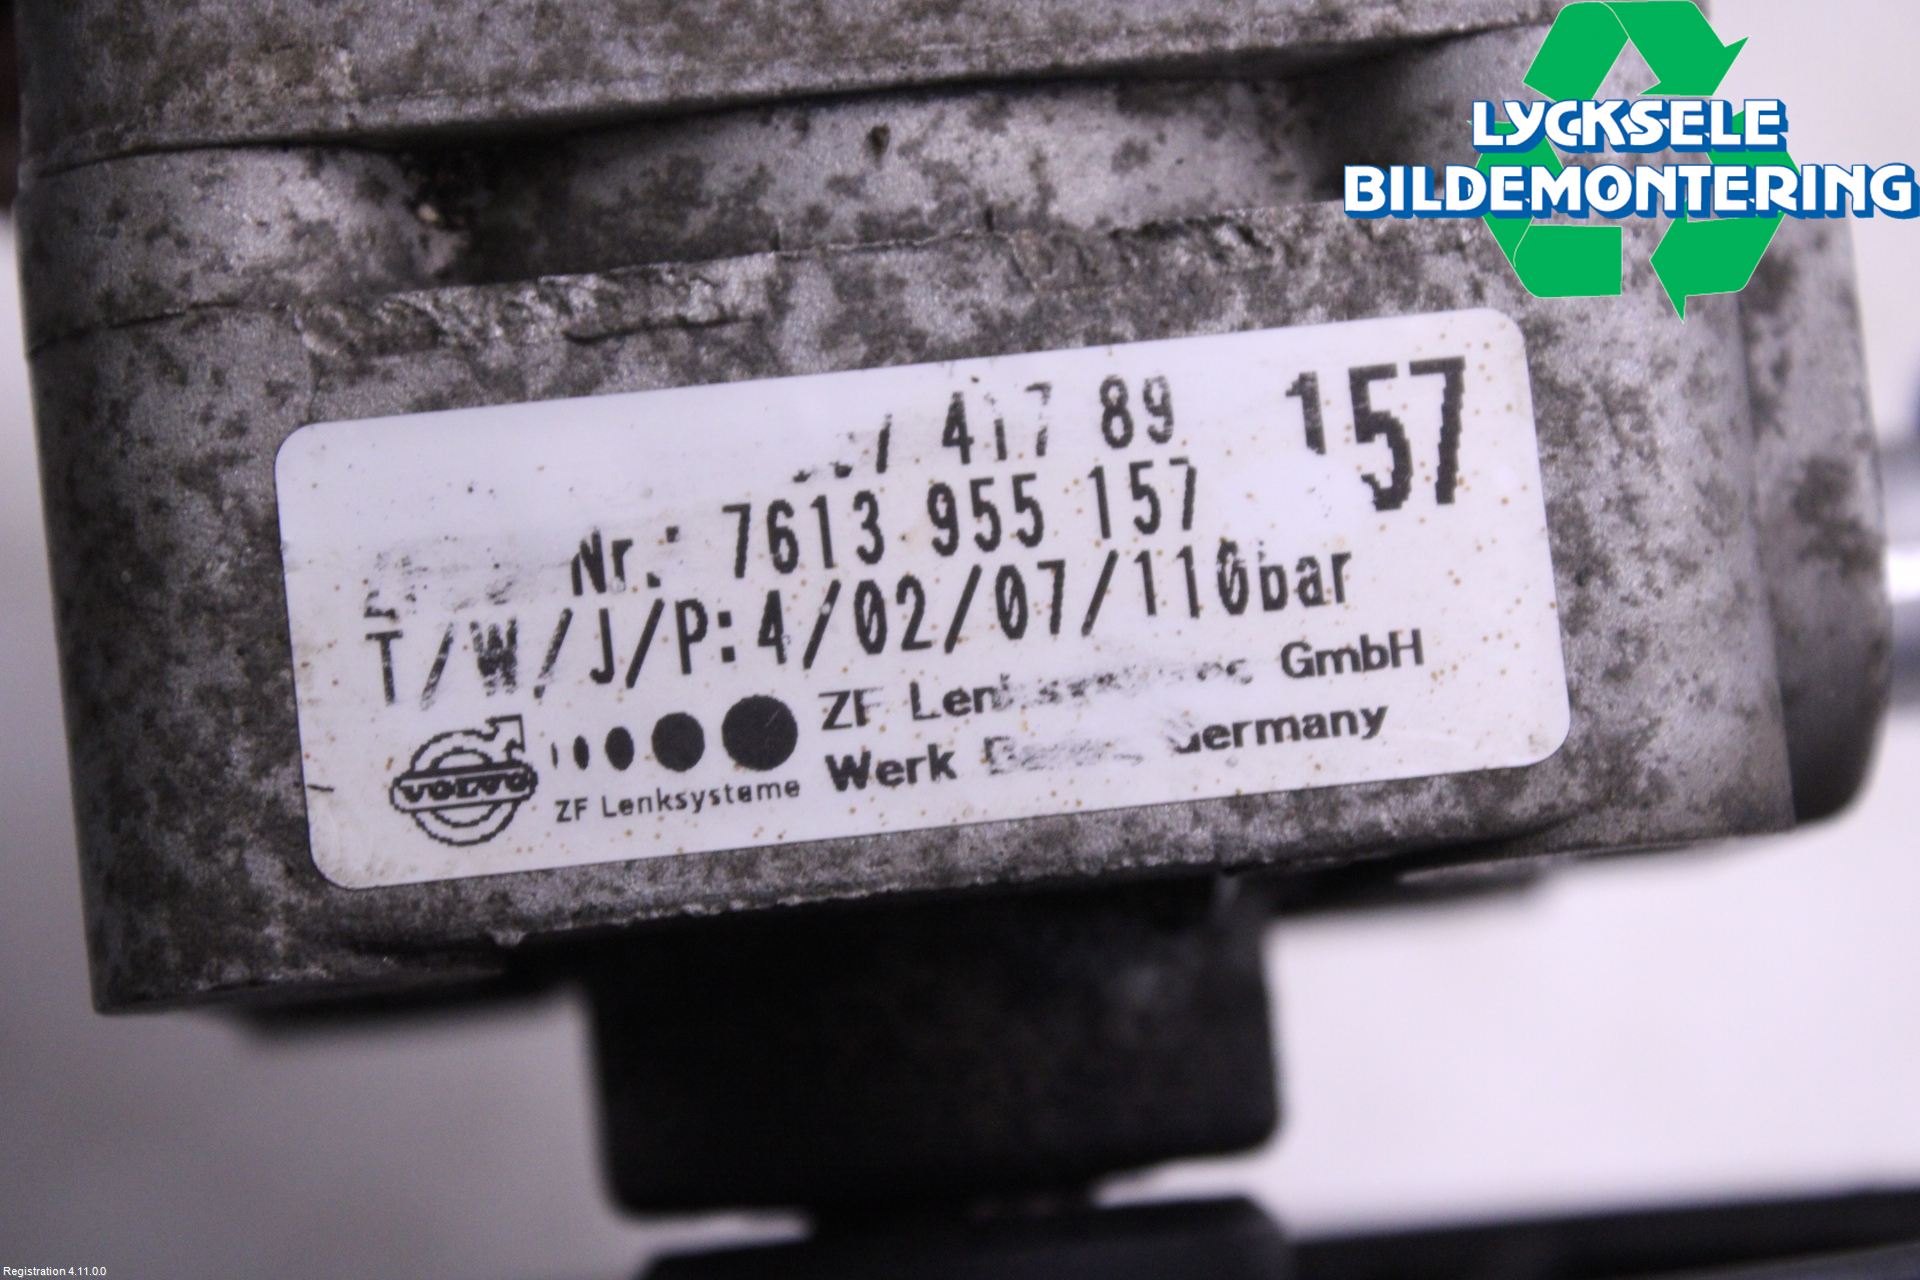 LYCKSELE
BILDEMONTERING
89 157
Nr.: 7613 955 157
T/W/J/P:4/02/07/110bar
ZF GmbH
VOLVO ZF Lenksysteme
Werk Germany
Registration 4.11.0.0